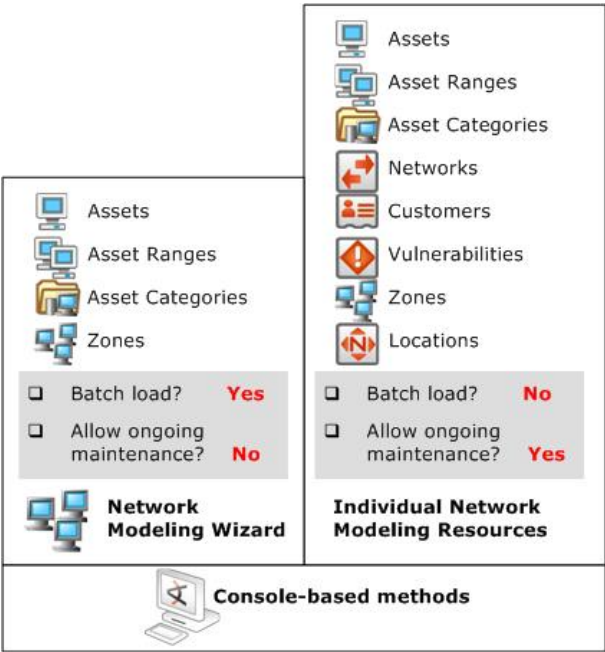 Assets
Asset Ranges
Asset Categories
Zones
❑ Batch load? Yes
❑ Allow ongoing
maintenance? No
Network
Modeling Wizard
Assets
Asset Ranges
Asset Categories
Networks
Customers
Vulnerabilities
Zones
N
Locations
❑ Batch load? No
❑ Allow ongoing
maintenance? Yes
Individual Network
Modeling Resources
Console-based methods